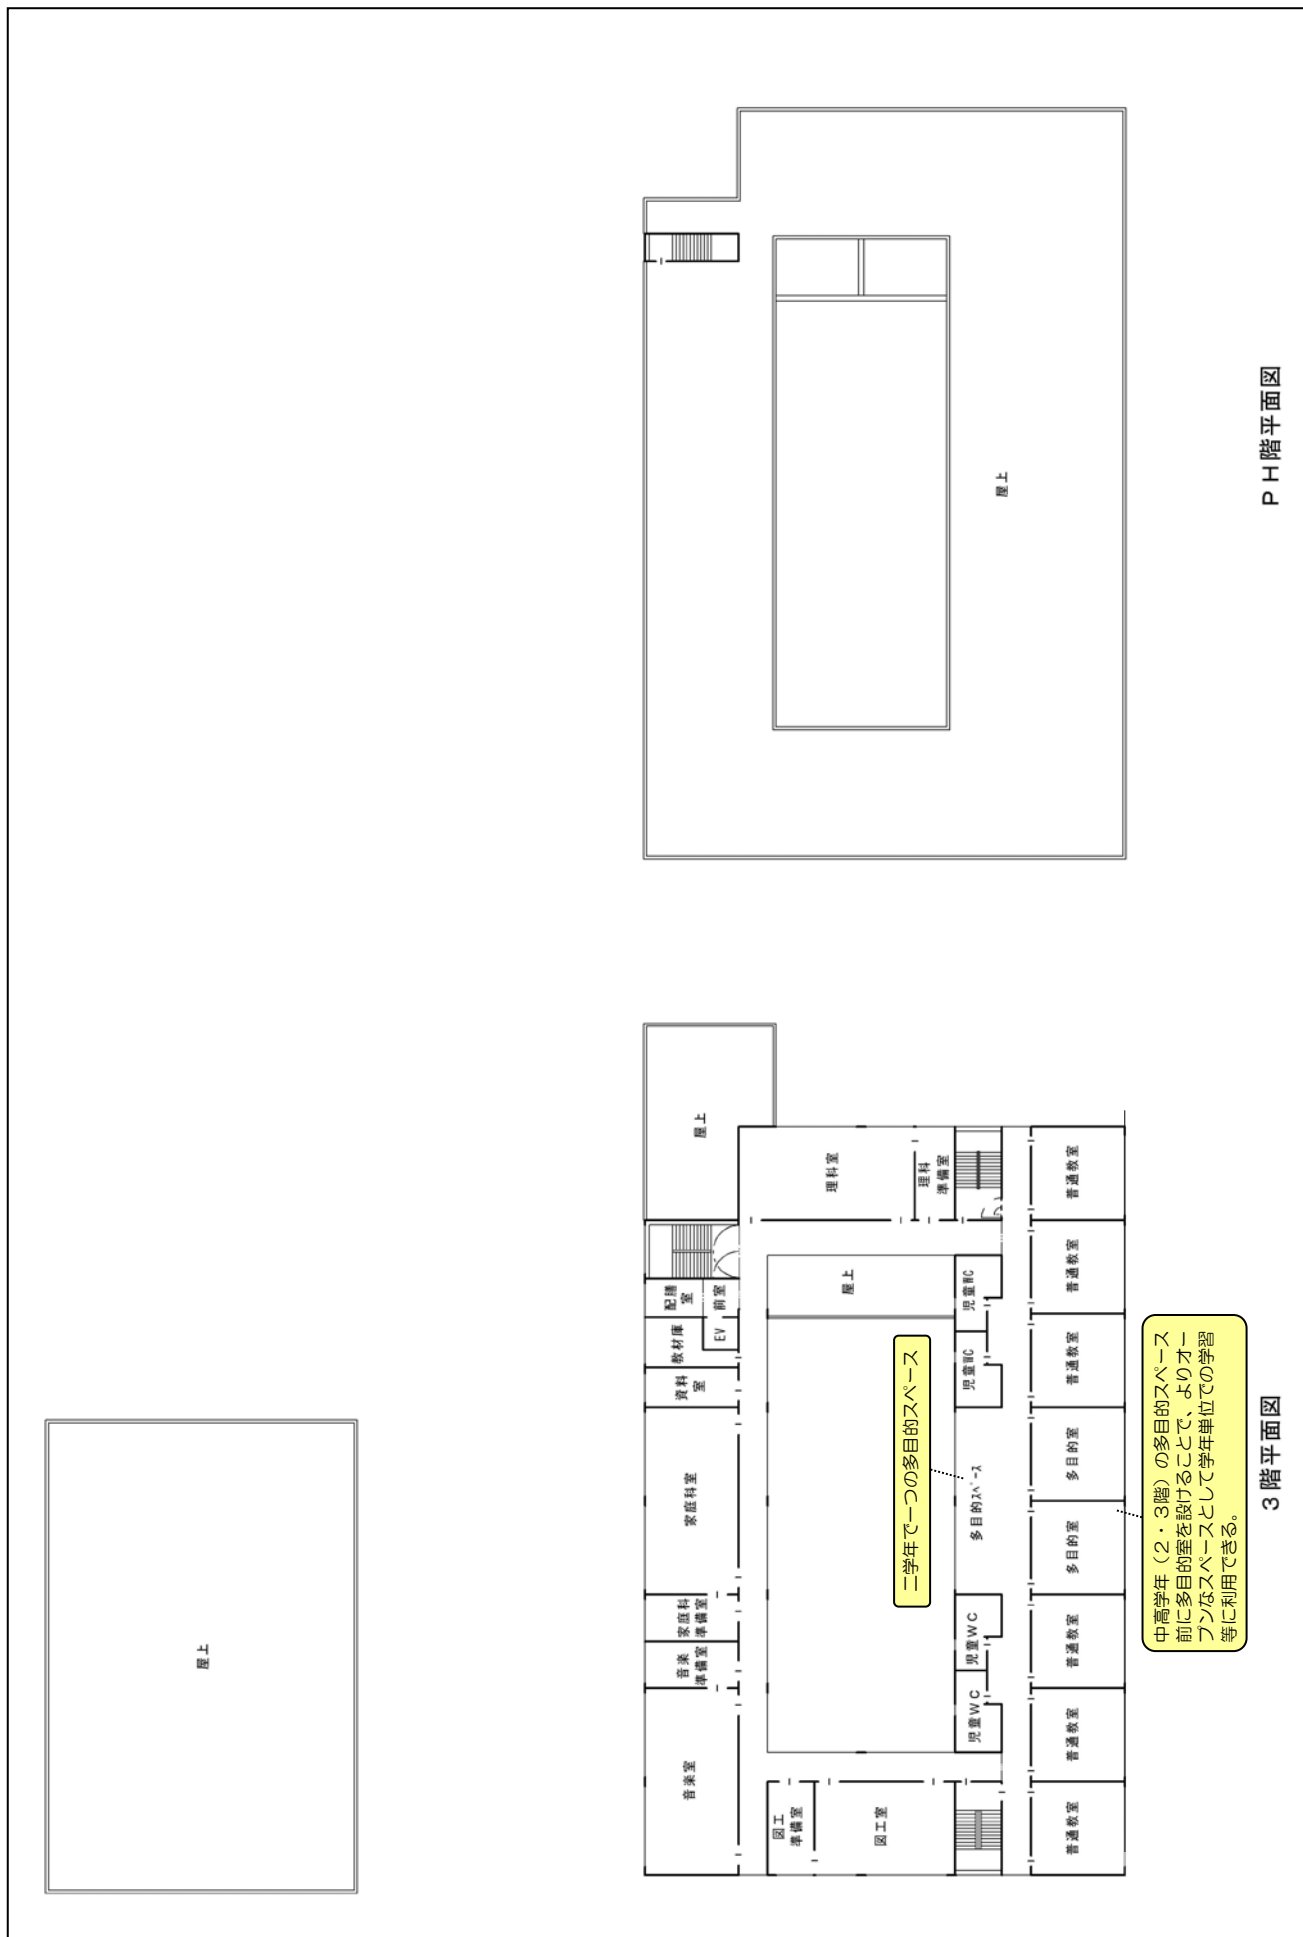 屋上
音楽室
音楽
準備室
家庭科
準備室
家庭科室
資料
室
教材庫
配膳
室
EV
前室
屋上
図工
準備室
図工室
屋上
理科室
理科
準備室
二学年で一つの多目的スペース
児童WC
児童WC
多目的ｽﾍﾟｰｽ
児童WC
児童WC
普通教室
普通教室
普通教室
多目的室
多目的室
普通教室
普通教室
普通教室
中高学年（２・３階）の多目的スペース
前に多目的室を設けることで、よりオー
プンなスペースとして学年単位での学習
等に利用できる。
３階平面図
屋上
ＰＨ階平面図